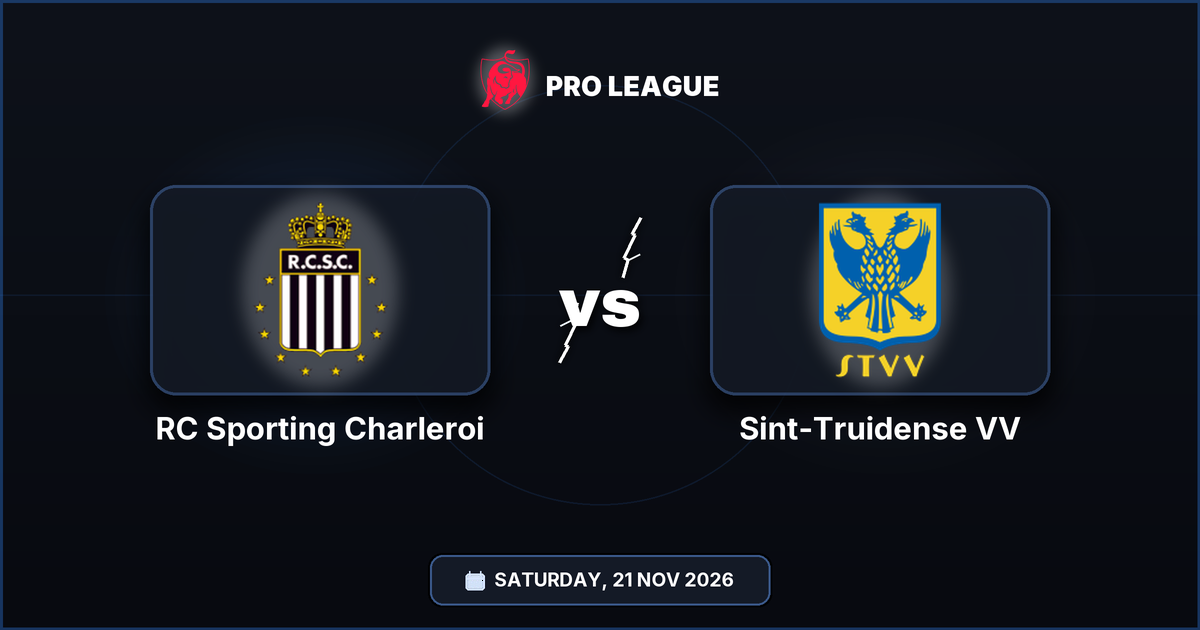 PRO LEAGUE
R.C.S.C.
VS
STVV
RC Sporting Charleroi
Sint-Truidense VV
SATURDAY, 21 NOV 2026